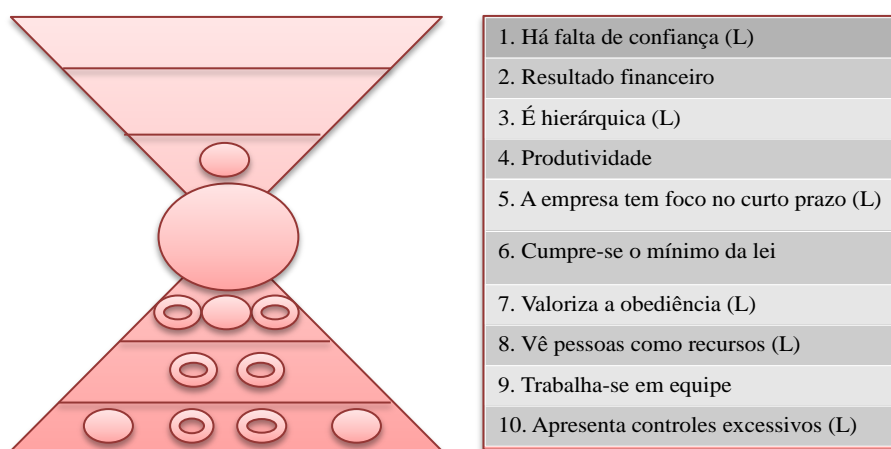 1. Há falta de confiança (L)
2. Resultado financeiro
3. É hierárquica (L)
4. Produtividade
5. A empresa tem foco no curto prazo (L)
6. Cumpre-se o mínimo da lei
7. Valoriza a obediência (L)
8. Vê pessoas como recursos (L)
9. Trabalha-se em equipe
10. Apresenta controles excessivos (L)